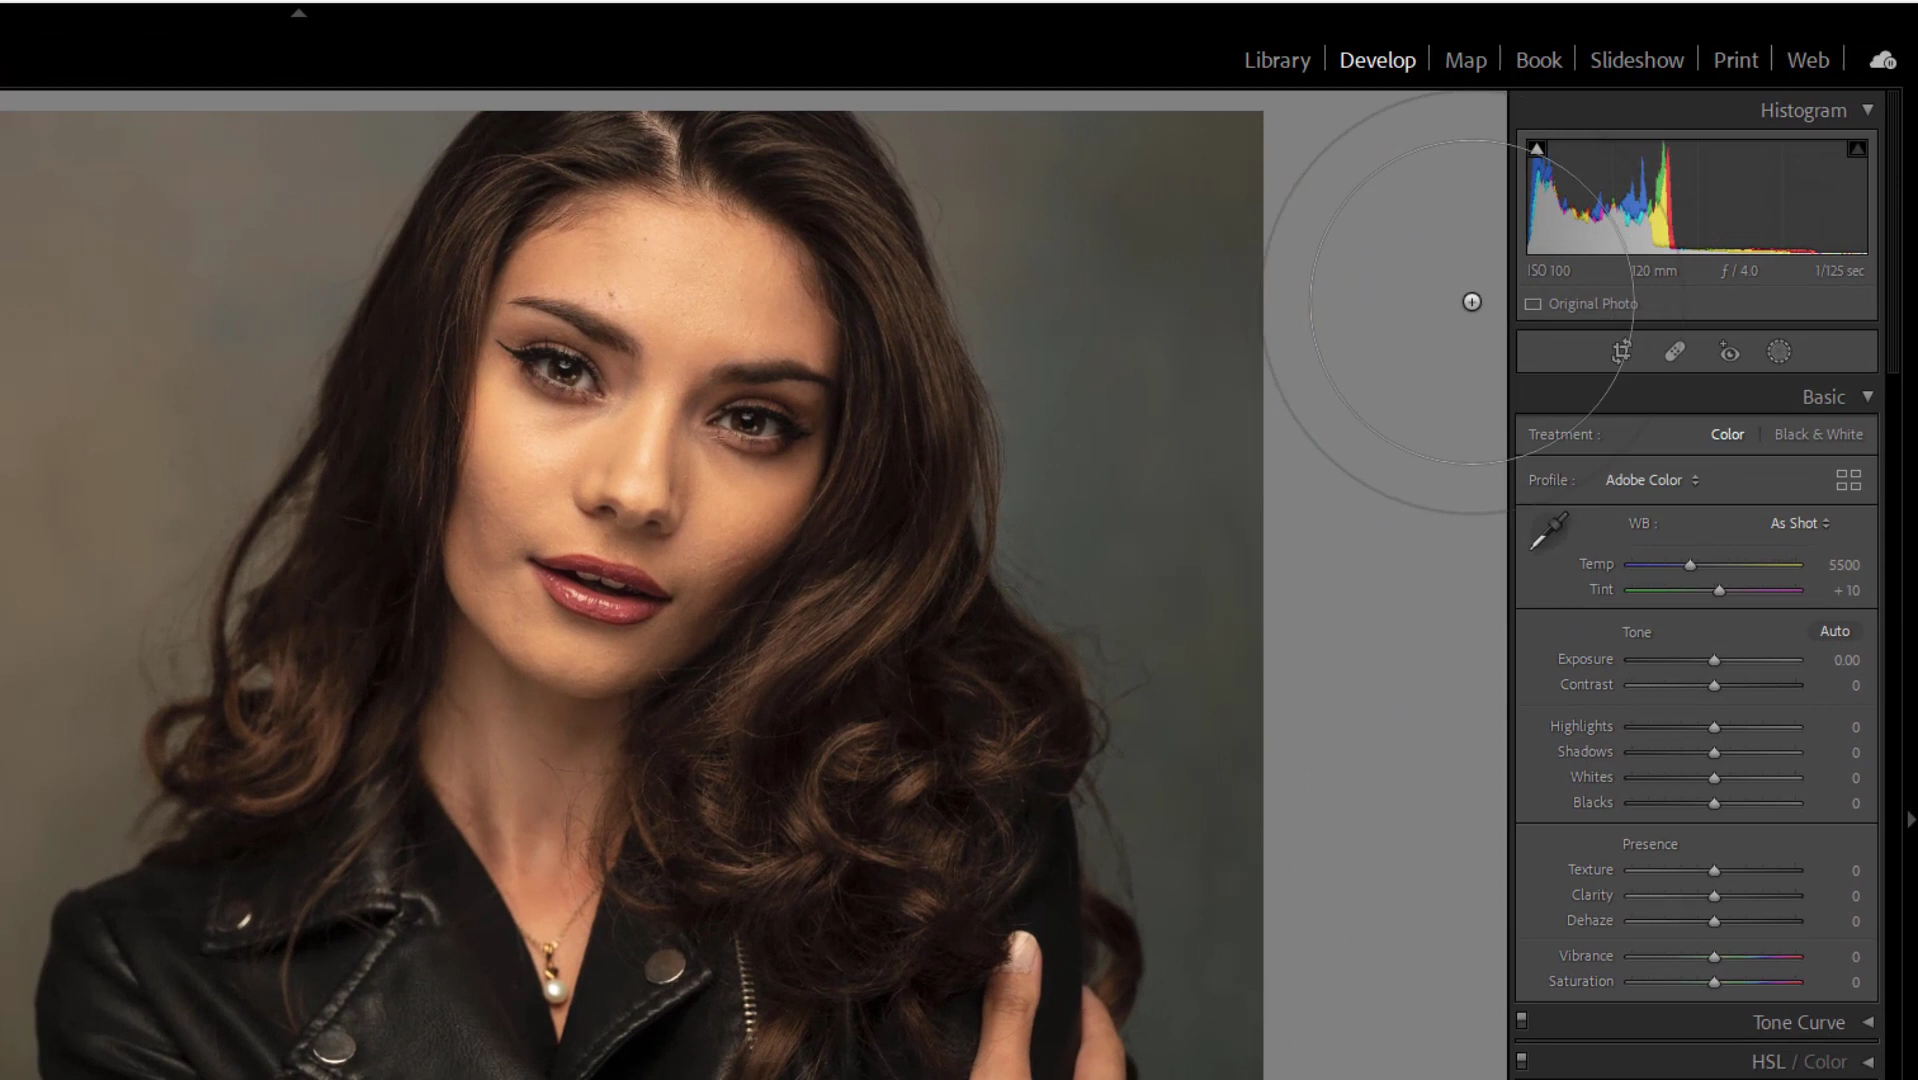 Library | Develop | Map | Book | Slideshow | Print | Web |
Histogram
ISO 100 120 mm ƒ / 4.0 1/125 sec
Original Photo
Basic
Treatment : Color | Black & White
Profile : Adobe Color
WB : As Shot
Temp 5500
Tint + 10
Tone Auto
Exposure 0.00
Contrast 0
Highlights 0
Shadows 0
Whites 0
Blacks 0
Presence
Texture 0
Clarity 0
Dehaze 0
Vibrance 0
Saturation 0
Tone Curve
HSL / Color